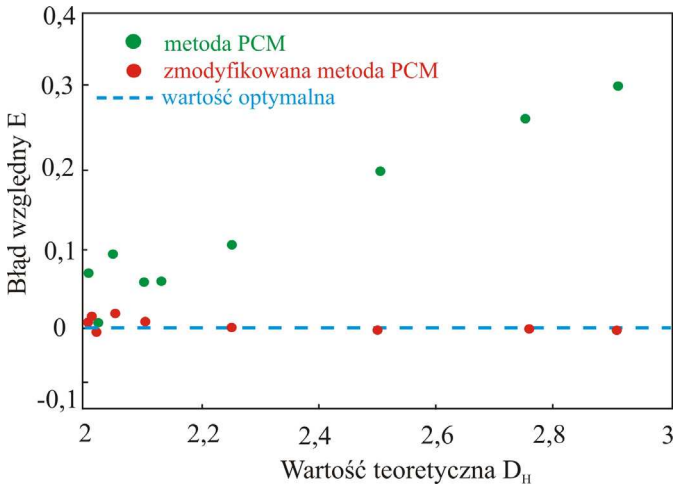 0,4
metoda PCM
zmodyfikowana metoda PCM
wartość optymalna
0,3
0,2
0,1
0
-0,1
Błąd względny E
2
2,2
2,4
2,6
2,8
3
Wartość teoretyczna D_H